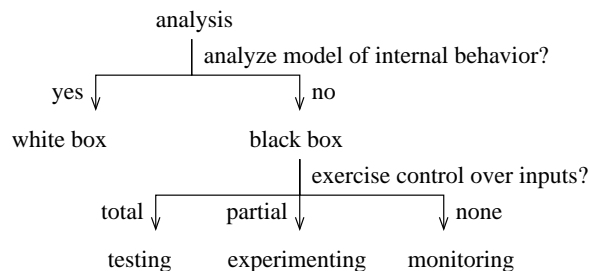 analysis
analyze model of internal behavior?
yes
no
white box
black box
exercise control over inputs?
total
partial
none
testing
experimenting
monitoring